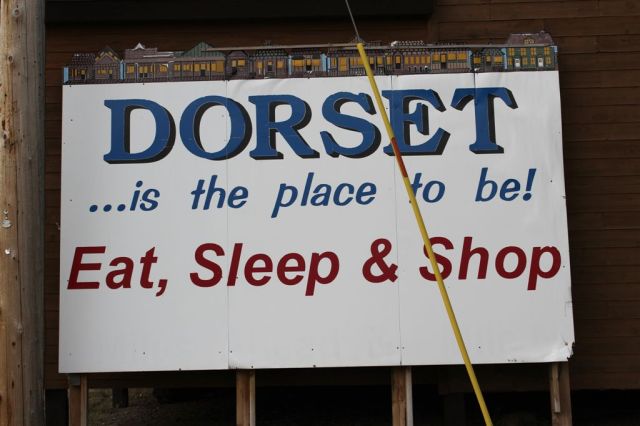 DORSET
...is the place to be!
Eat, Sleep & Shop